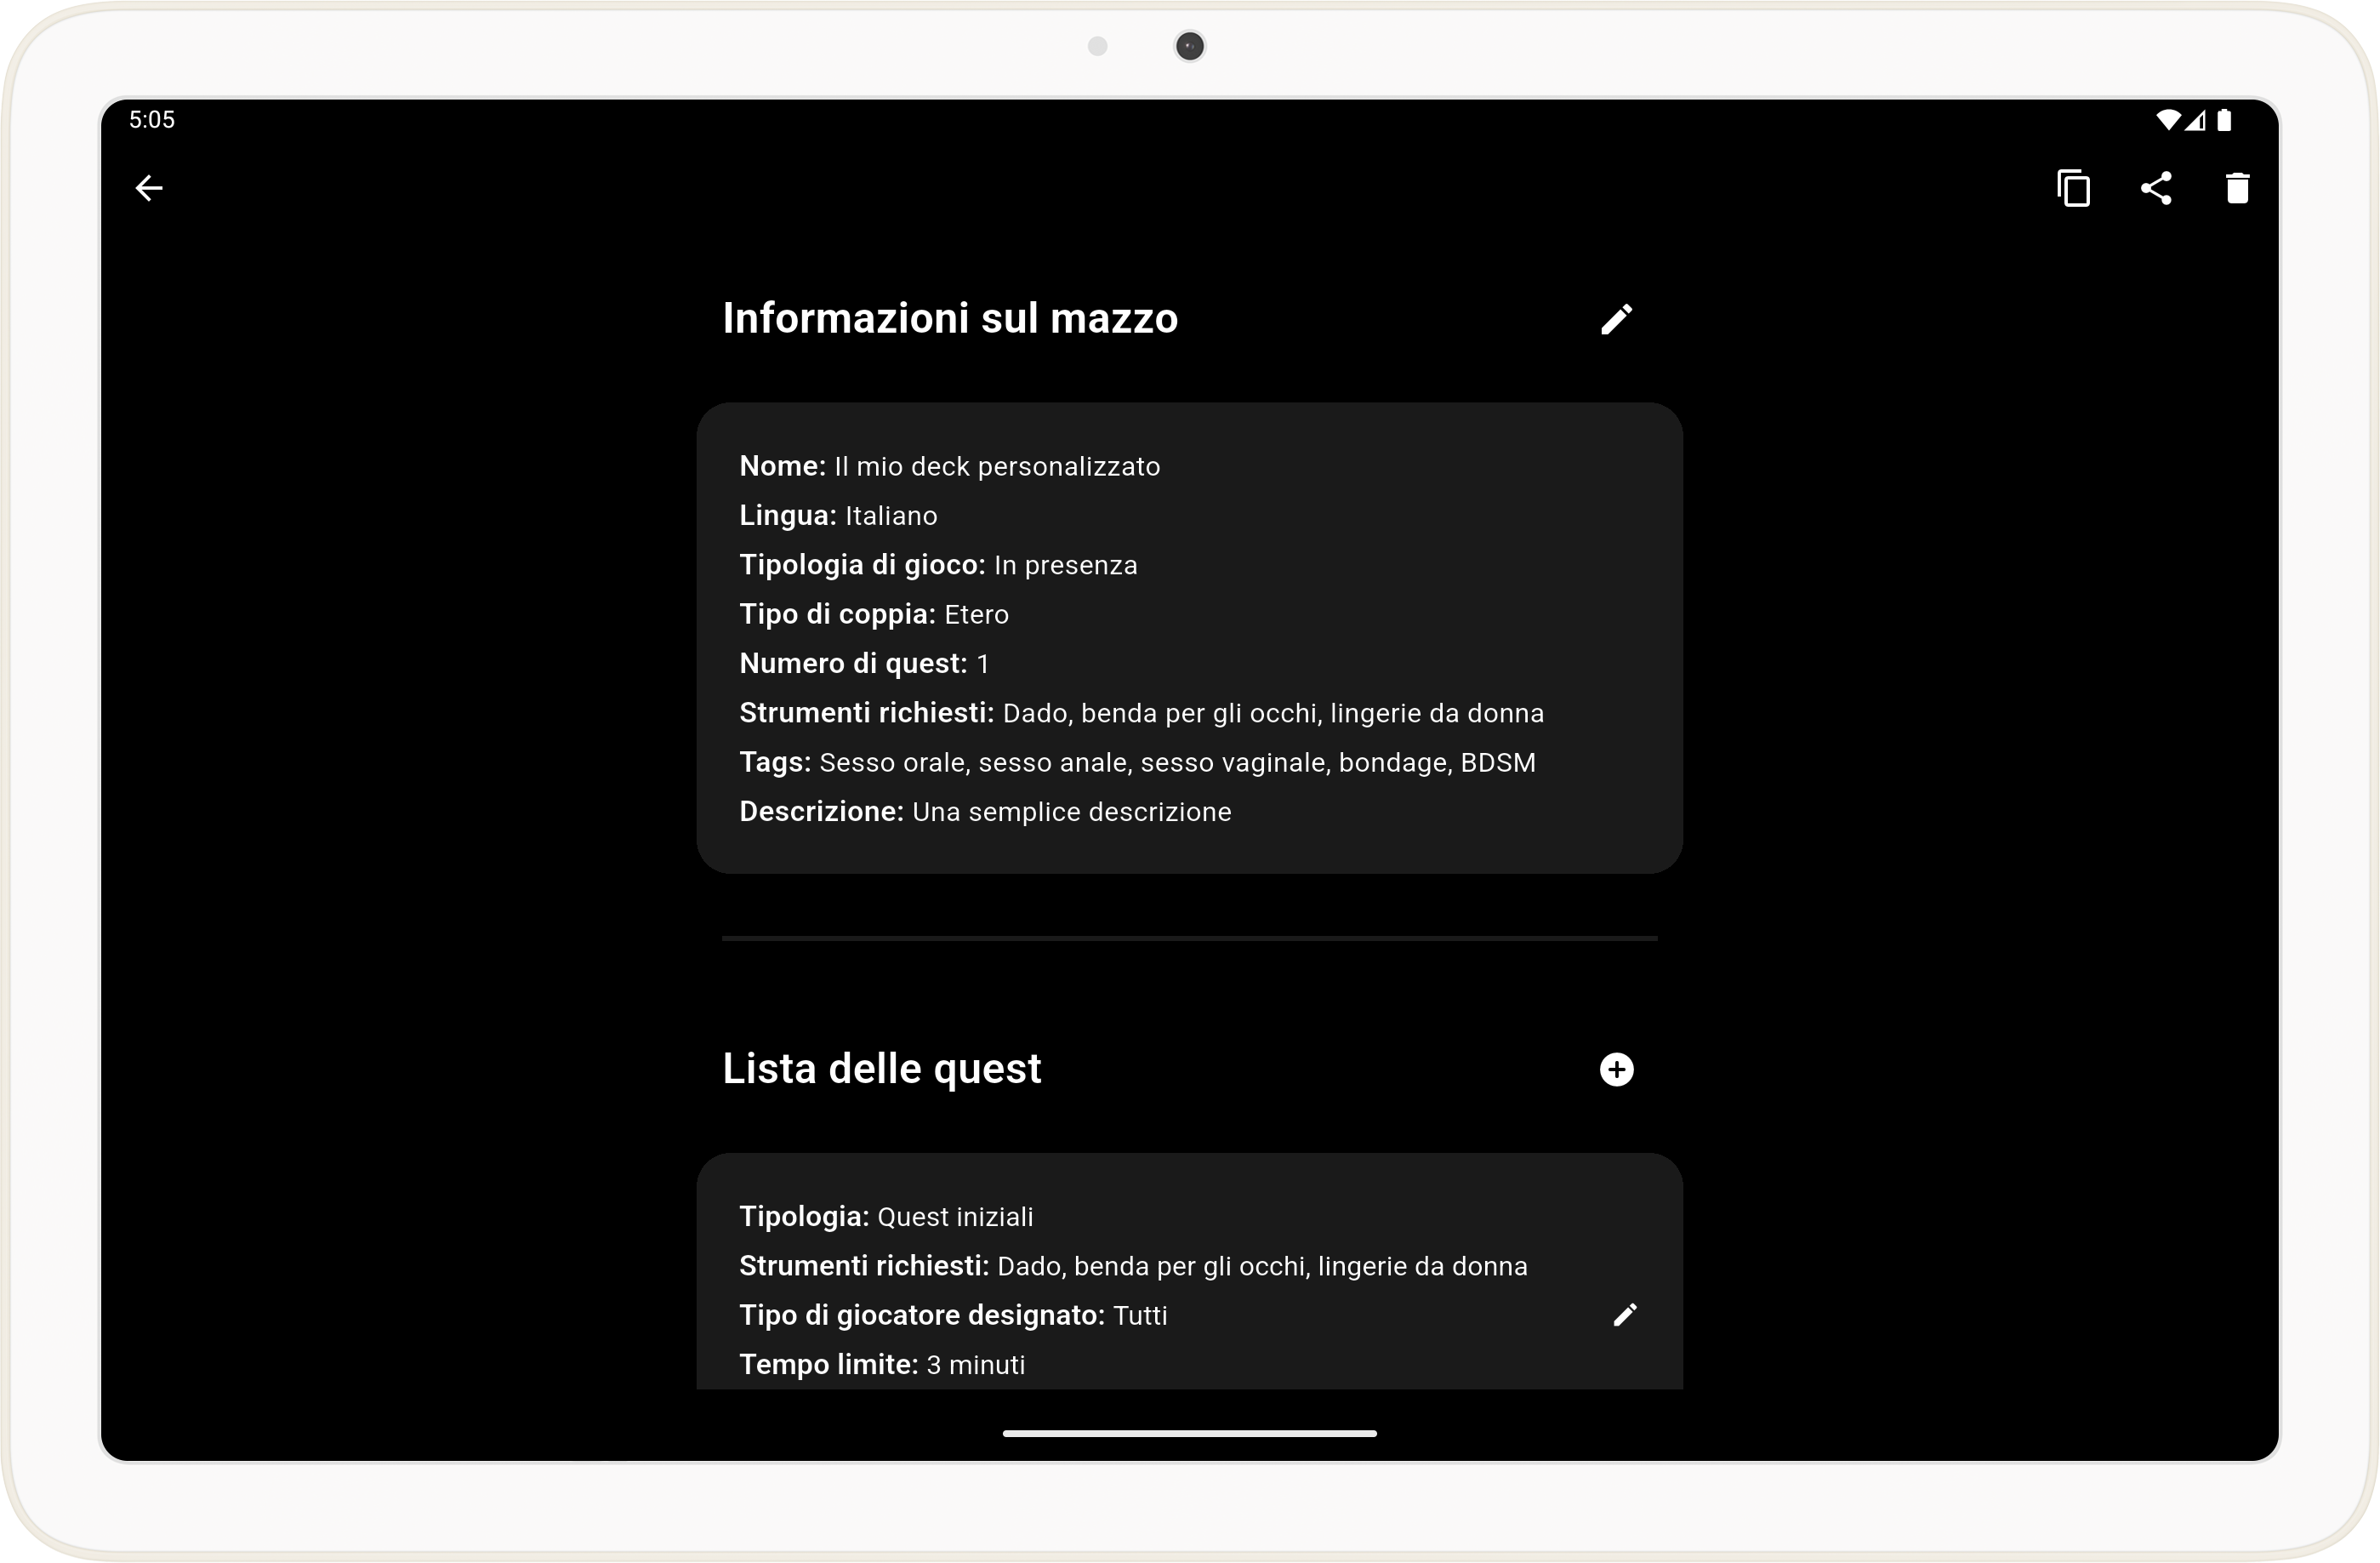 5:05
Informazioni sul mazzo
Nome: Il mio deck personalizzato
Lingua: Italiano
Tipologia di gioco: In presenza
Tipo di coppia: Etero
Numero di quest: 1
Strumenti richiesti: Dado, benda per gli occhi, lingerie da donna
Tags: Sesso orale, sesso anale, sesso vaginale, bondage, BDSM
Descrizione: Una semplice descrizione
Lista delle quest
Tipologia: Quest iniziali
Strumenti richiesti: Dado, benda per gli occhi, lingerie da donna
Tipo di giocatore designato: Tutti
Tempo limite: 3 minuti